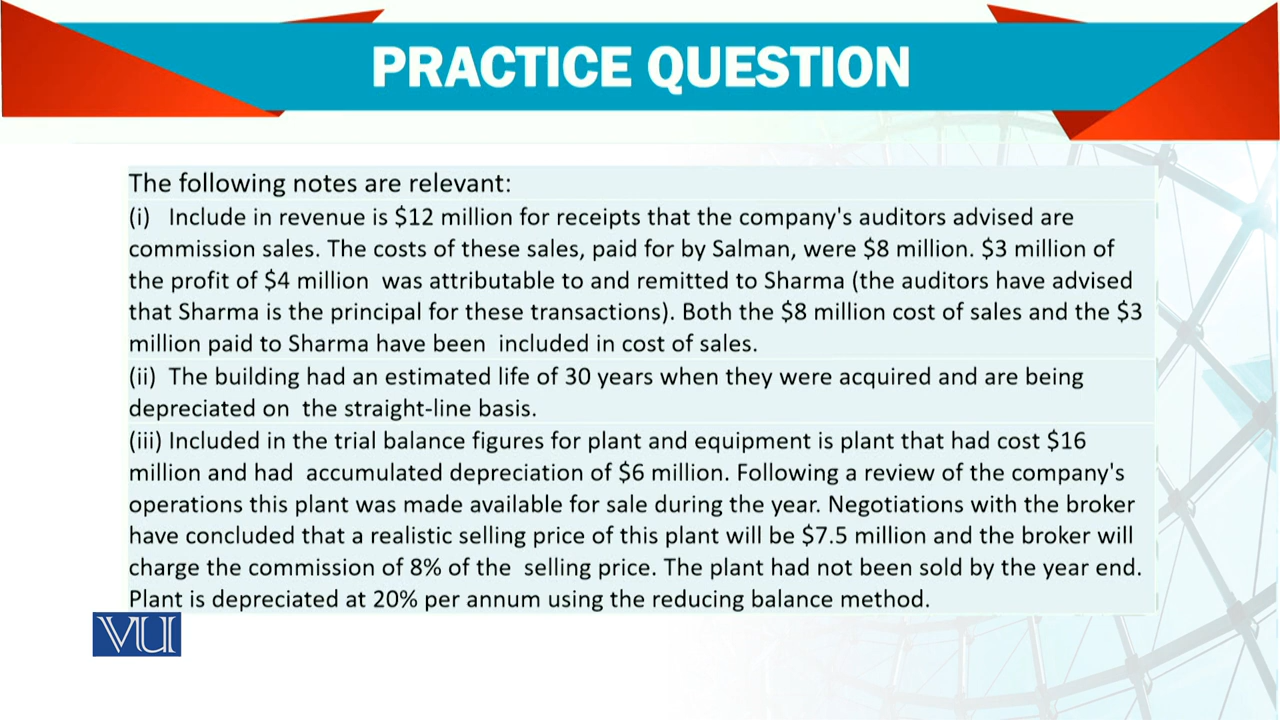 PRACTICE QUESTION
The following notes are relevant:
(i) Include in revenue is $12 million for receipts that the company's auditors advised are
commission sales. The costs of these sales, paid for by Salman, were $8 million. $3 million of
the profit of $4 million was attributable to and remitted to Sharma (the auditors have advised
that Sharma is the principal for these transactions). Both the $8 million cost of sales and the $3
million paid to Sharma have been included in cost of sales.
(ii) The building had an estimated life of 30 years when they were acquired and are being
depreciated on the straight-line basis.
(iii) Included in the trial balance figures for plant and equipment is plant that had cost $16
million and had accumulated depreciation of $6 million. Following a review of the company's
operations this plant was made available for sale during the year. Negotiations with the broker
have concluded that a realistic selling price of this plant will be $7.5 million and the broker will
charge the commission of 8% of the selling price. The plant had not been sold by the year end.
Plant is depreciated at 20% per annum using the reducing balance method.
VU